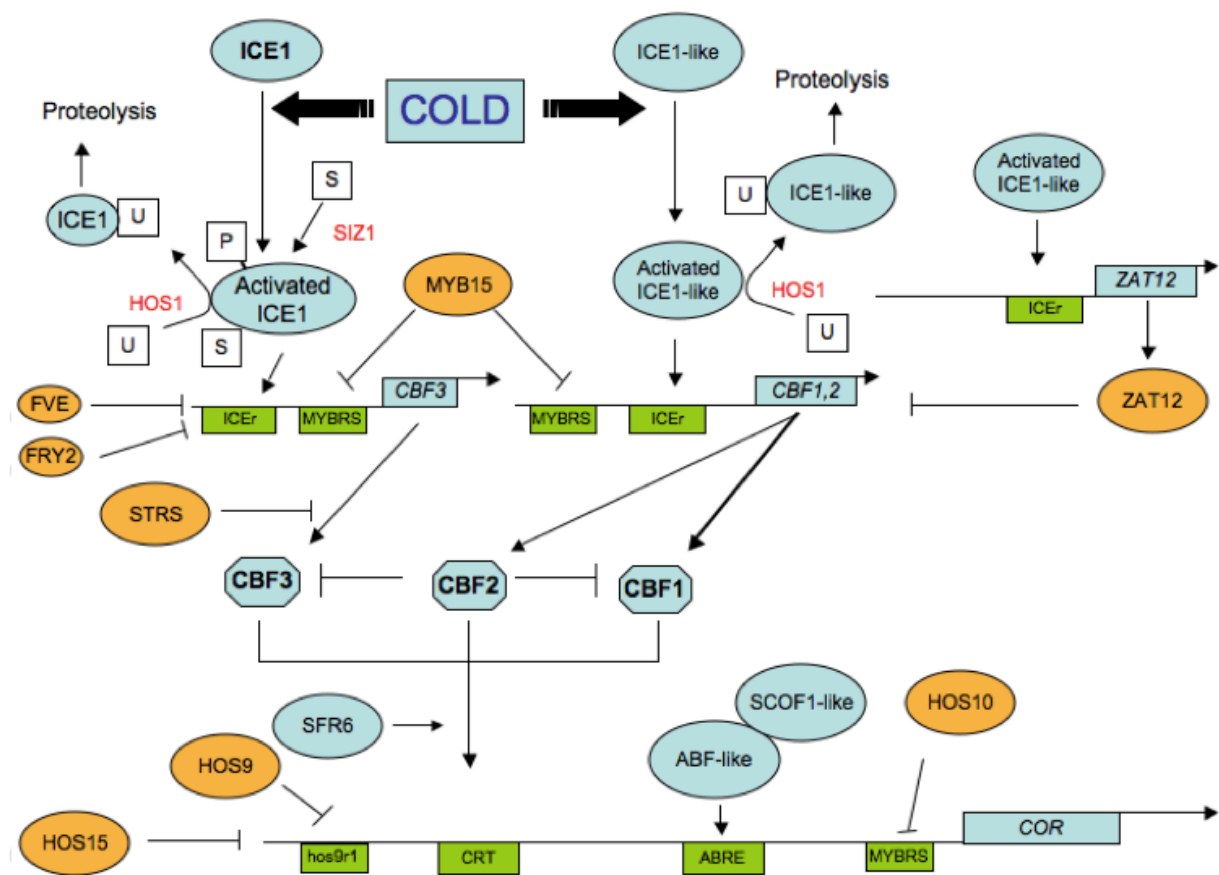 ICE1
ICE1-like
COLD
Proteolysis
Proteolysis
S
Activated
ICE1-like
U
ICE1-like
ICE1
U
P
SIZ1
Activated
ICE1
MYB15
Activated
ICE1-like
HOS1
HOS1
ZAT12
ICEr
U
S
U
CBF3
CBF1,2
FVE
ICEr
MYBRS
MYBRS
ICEr
ZAT12
FRY2
STRS
CBF3
CBF2
CBF1
SCOF1-like
HOS10
SFR6
ABF-like
HOS9
HOS15
COR
hos9r1
CRT
ABRE
MYBRS